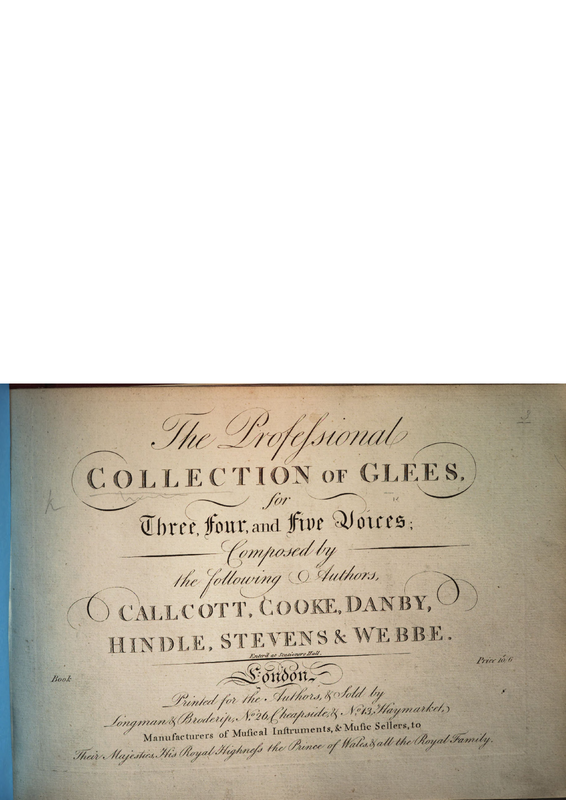 The Profeſsional
COLLECTION OF GLEES,
for
Three, Four, and Five Voices;
Composed by
the following Authors,
CALLCOTT, COOKE, DANBY,
HINDLE, STEVENS & WEBBE.
Enter'd at Stationers Hall.
Book
Price 10/6
London.
Printed for the Authors, & Sold by
Longman & Broderip, No. 26, Cheapside, & No. 13, Haymarket,
Manufacturers of Musical Instruments, & Muſic Sellers, to
Their Majesties, His Royal Highneſs the Prince of Wales & all the Royal Family.